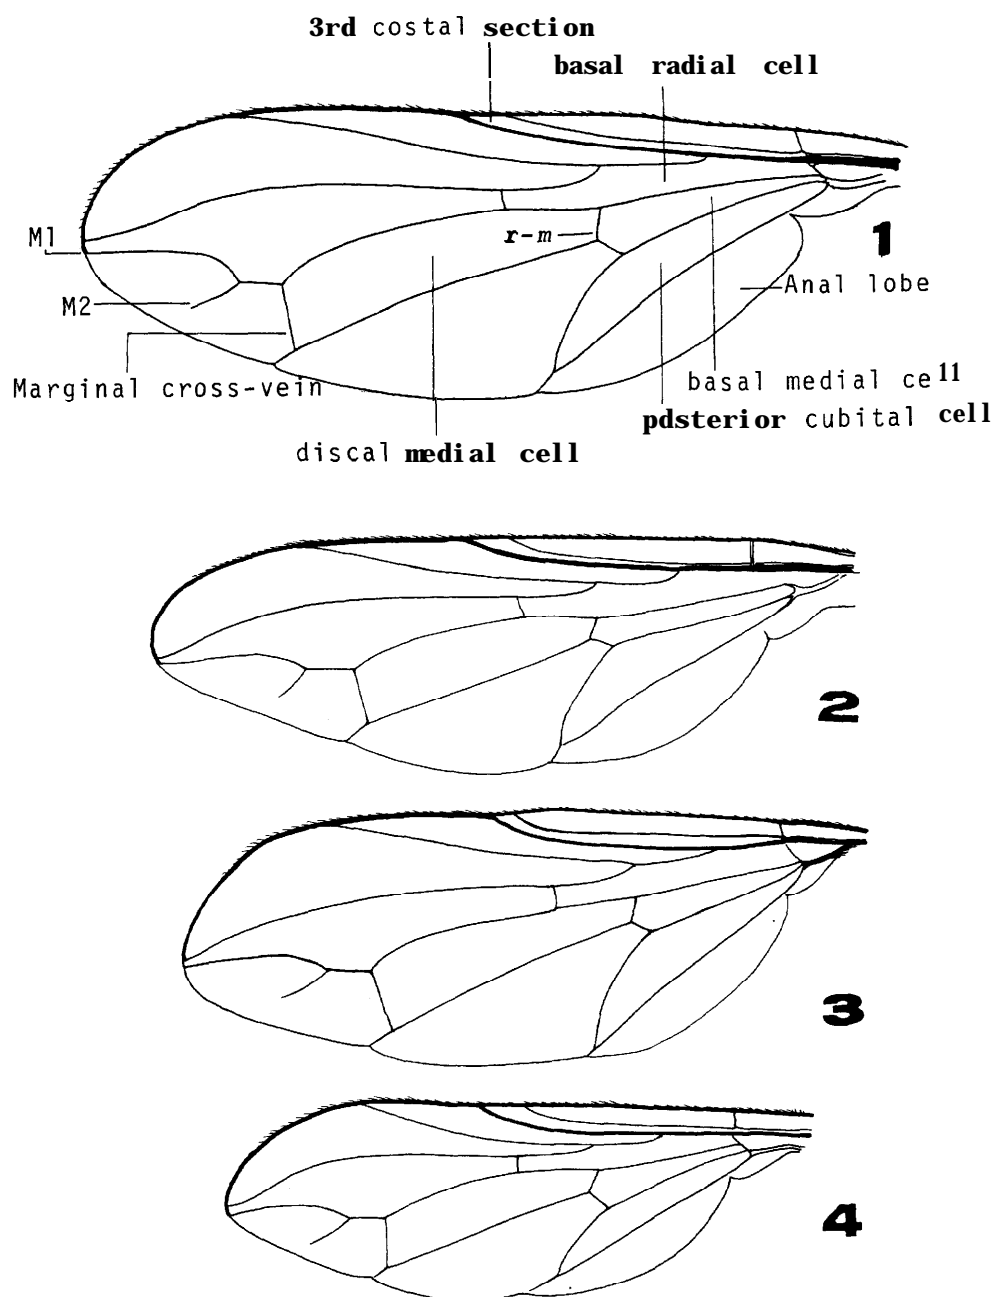 3rd costal section
basal radial cell
M1
r-m
1
M2
Anal lobe
Marginal cross-vein
basal medial cell
pdsterior cubital cell
discal medial cell
2
3
4